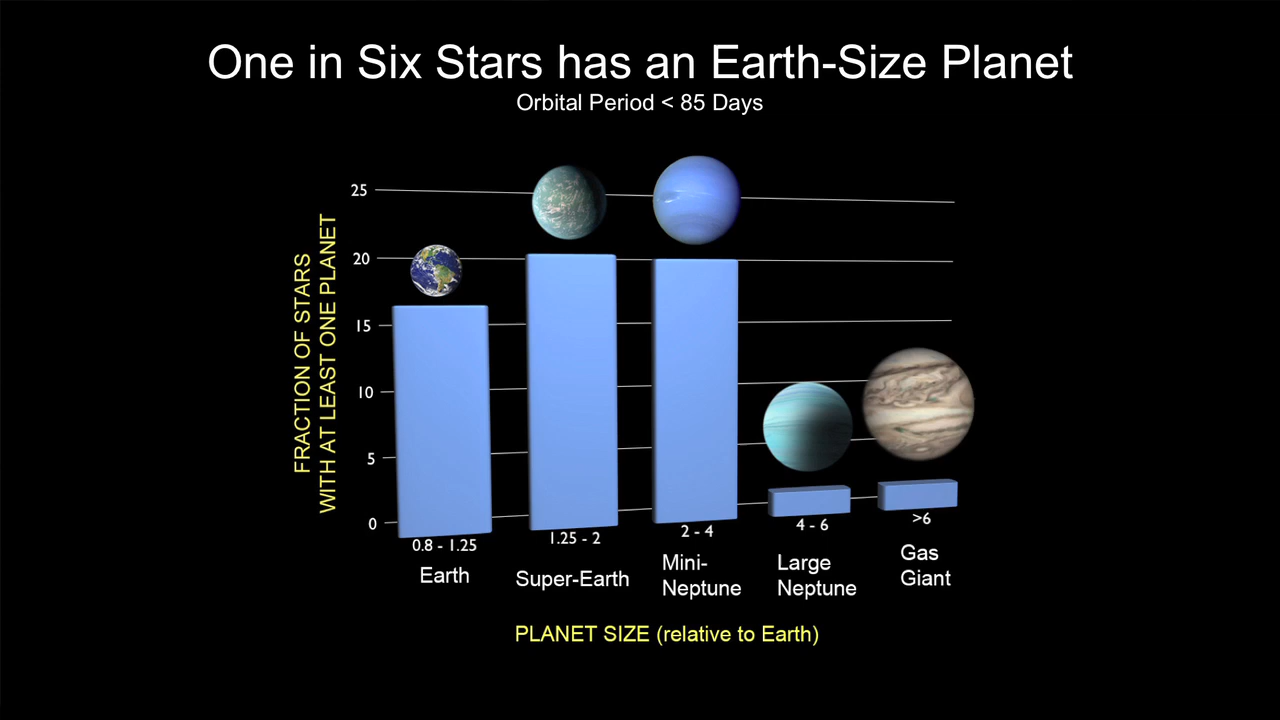 One in Six Stars has an Earth-Size Planet
Orbital Period < 85 Days
FRACTION OF STARS
WITH AT LEAST ONE PLANET
25
20
15
10
5
0
0.8 - 1.25
1.25 - 2
2 - 4
4 - 6
>6
Earth
Super-Earth
Mini-
Neptune
Large
Neptune
Gas
Giant
PLANET SIZE (relative to Earth)